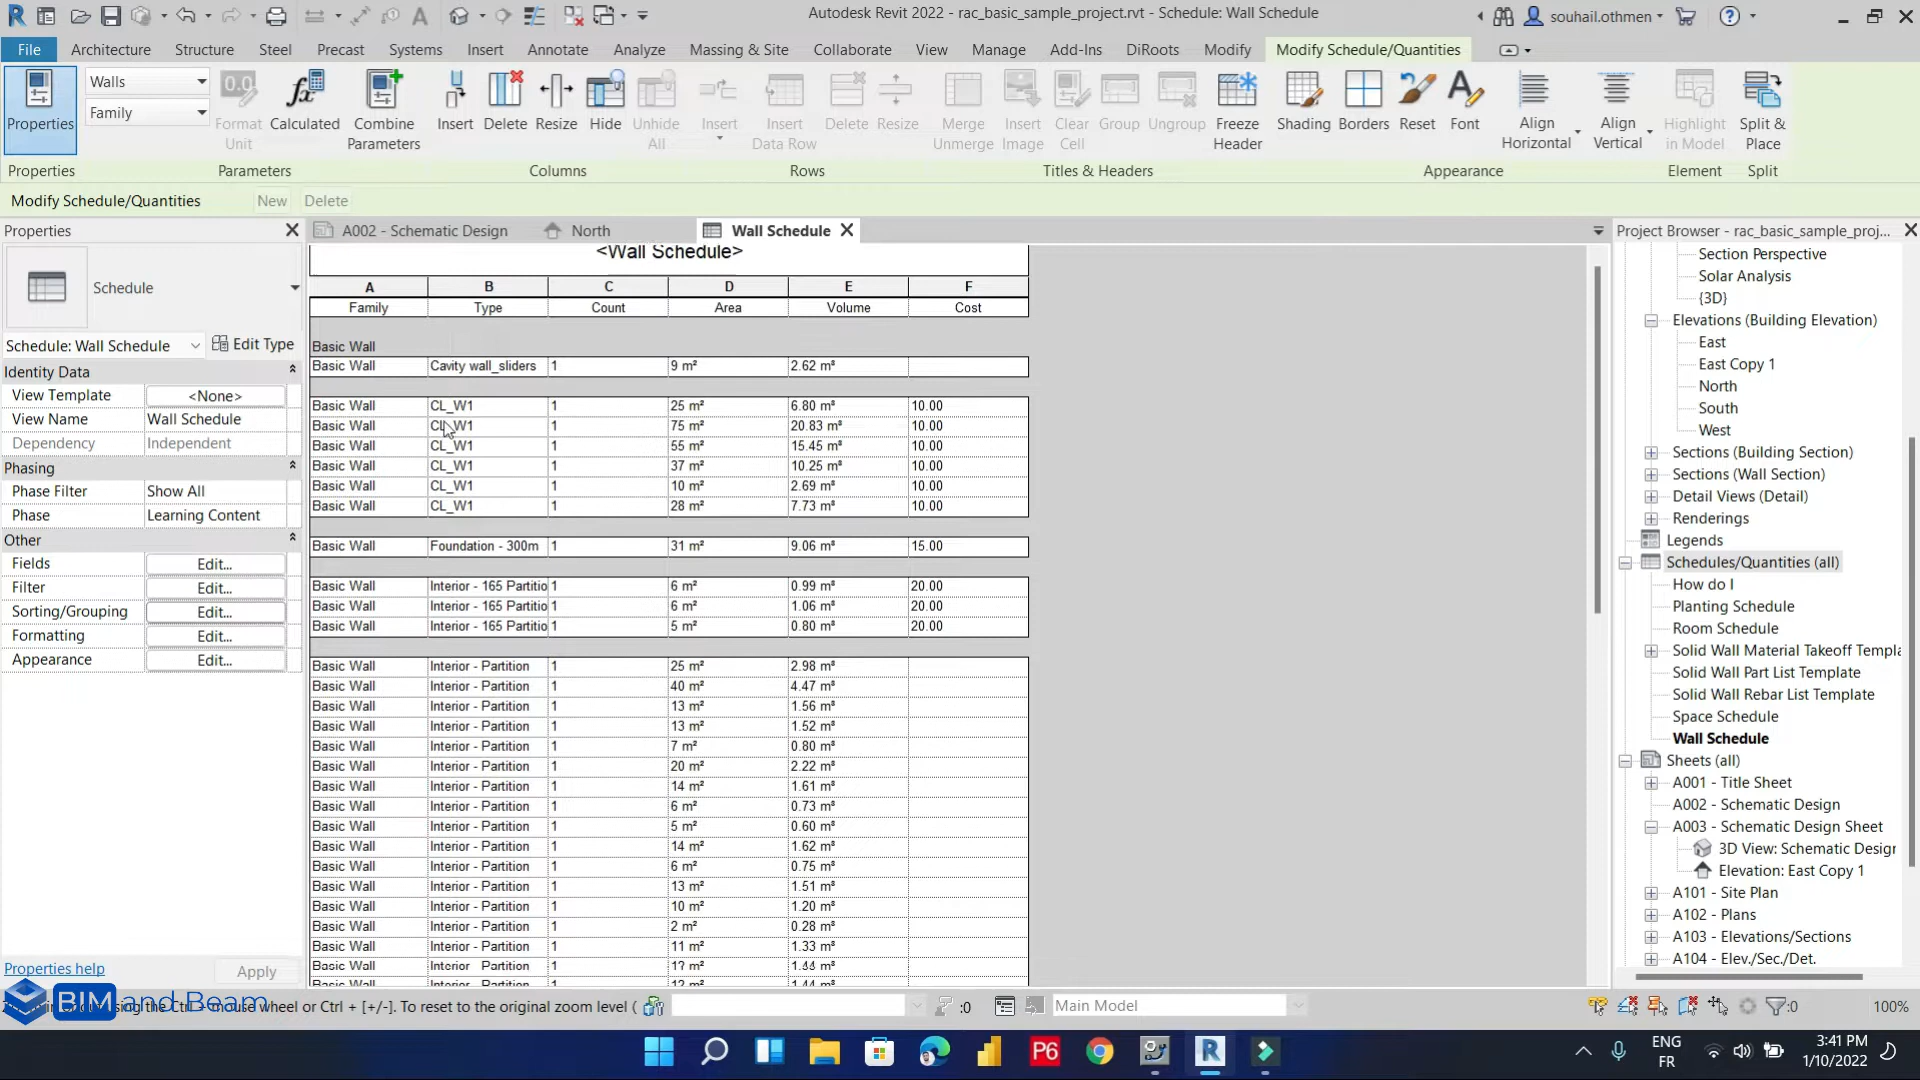 Autodesk Revit 2022 - rac_basic_sample_project.rvt - Schedule: Wall Schedule
souhail.othmen
File Architecture Structure Steel Precast Systems Insert Annotate Analyze Massing & Site Collaborate View Manage Add-Ins DiRoots Modify Modify Schedule/Quantities
Properties
Walls
Family
Format Unit
Calculated
Combine Parameters
Insert
Delete
Resize
Hide
Unhide All
Insert
Insert Data Row
Delete
Resize
Merge Unmerge
Insert Image
Clear Cell
Group
Ungroup
Freeze Header
Shading
Borders
Reset
Font
Align Horizontal
Align Vertical
Highlight in Model
Split & Place
Properties Parameters Columns Rows Titles & Headers Appearance Element Split
Modify Schedule/Quantities New Delete
Properties
Schedule
Schedule: Wall Schedule Edit Type
Identity Data
View Template <None>
View Name Wall Schedule
Dependency Independent
Phasing
Phase Filter Show All
Phase Learning Content
Other
Fields Edit...
Filter Edit...
Sorting/Grouping Edit...
Formatting Edit...
Appearance Edit...
Properties help Apply
A002 - Schematic Design North Wall Schedule
<Wall Schedule>
A B C D E F
Family Type Count Area Volume Cost
Basic Wall
Basic Wall Cavity wall_sliders 1 9 m² 2.62 m³
Basic Wall CL_W1 1 25 m² 6.80 m³ 10.00
Basic Wall CL_W1 1 75 m² 20.83 m³ 10.00
Basic Wall CL_W1 1 55 m² 15.45 m³ 10.00
Basic Wall CL_W1 1 37 m² 10.25 m³ 10.00
Basic Wall CL_W1 1 10 m² 2.69 m³ 10.00
Basic Wall CL_W1 1 28 m² 7.73 m³ 10.00
Basic Wall Foundation - 300m 1 31 m² 9.06 m³ 15.00
Basic Wall Interior - 165 Partitio 1 6 m² 0.99 m³ 20.00
Basic Wall Interior - 165 Partitio 1 6 m² 1.06 m³ 20.00
Basic Wall Interior - 165 Partitio 1 5 m² 0.80 m³ 20.00
Basic Wall Interior - Partition 1 25 m² 2.98 m³
Basic Wall Interior - Partition 1 40 m² 4.47 m³
Basic Wall Interior - Partition 1 13 m² 1.56 m³
Basic Wall Interior - Partition 1 13 m² 1.52 m³
Basic Wall Interior - Partition 1 7 m² 0.80 m³
Basic Wall Interior - Partition 1 20 m² 2.22 m³
Basic Wall Interior - Partition 1 14 m² 1.61 m³
Basic Wall Interior - Partition 1 6 m² 0.73 m³
Basic Wall Interior - Partition 1 5 m² 0.60 m³
Basic Wall Interior - Partition 1 14 m² 1.62 m³
Basic Wall Interior - Partition 1 6 m² 0.75 m³
Basic Wall Interior - Partition 1 13 m² 1.51 m³
Basic Wall Interior - Partition 1 10 m² 1.20 m³
Basic Wall Interior - Partition 1 2 m² 0.28 m³
Basic Wall Interior - Partition 1 11 m² 1.33 m³
Basic Wall Interior Partition 1
Project Browser - rac_basic_sample_proj...
Section Perspective
Solar Analysis
{3D}
Elevations (Building Elevation)
East
East Copy 1
North
South
West
Sections (Building Section)
Sections (Wall Section)
Detail Views (Detail)
Renderings
Legends
Schedules/Quantities (all)
How do I
Planting Schedule
Room Schedule
Solid Wall Material Takeoff Templa
Solid Wall Part List Template
Solid Wall Rebar List Template
Space Schedule
Wall Schedule
Sheets (all)
A001 - Title Sheet
A002 - Schematic Design
A003 - Schematic Design Sheet
3D View: Schematic Design
Elevation: East Copy 1
A101 - Site Plan
A102 - Plans
A103 - Elevations/Sections
A104 - Elev./Sec./Det.
BIM and Beam
using the Ctrl + mouse wheel or Ctrl + [+/-]. To reset to the original zoom level ( :0 Main Model :0 100%
P6
ENG
FR
3:41 PM
1/10/2022